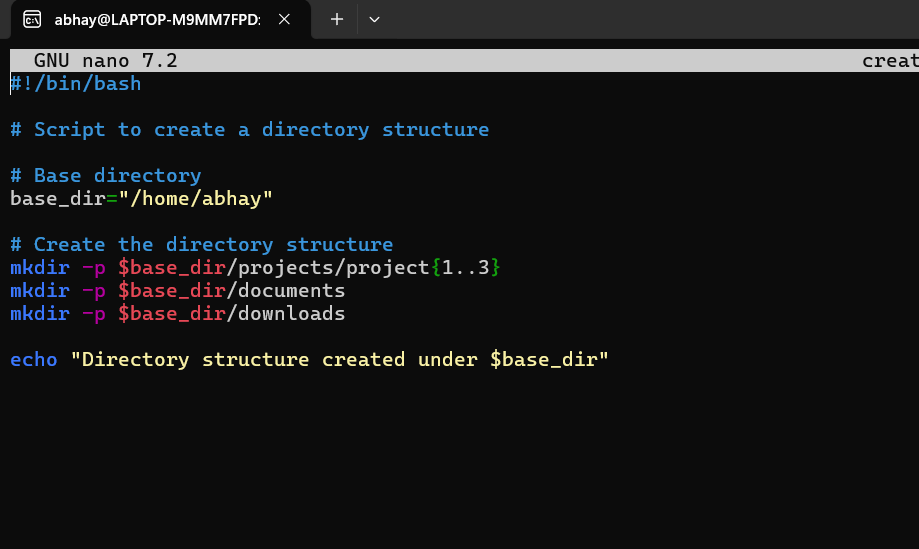 abhay@LAPTOP-M9MM7FPD:
GNU nano 7.2 creat
#!/bin/bash
# Script to create a directory structure
# Base directory
base_dir="/home/abhay"
# Create the directory structure
mkdir -p $base_dir/projects/project{1..3}
mkdir -p $base_dir/documents
mkdir -p $base_dir/downloads
echo "Directory structure created under $base_dir"